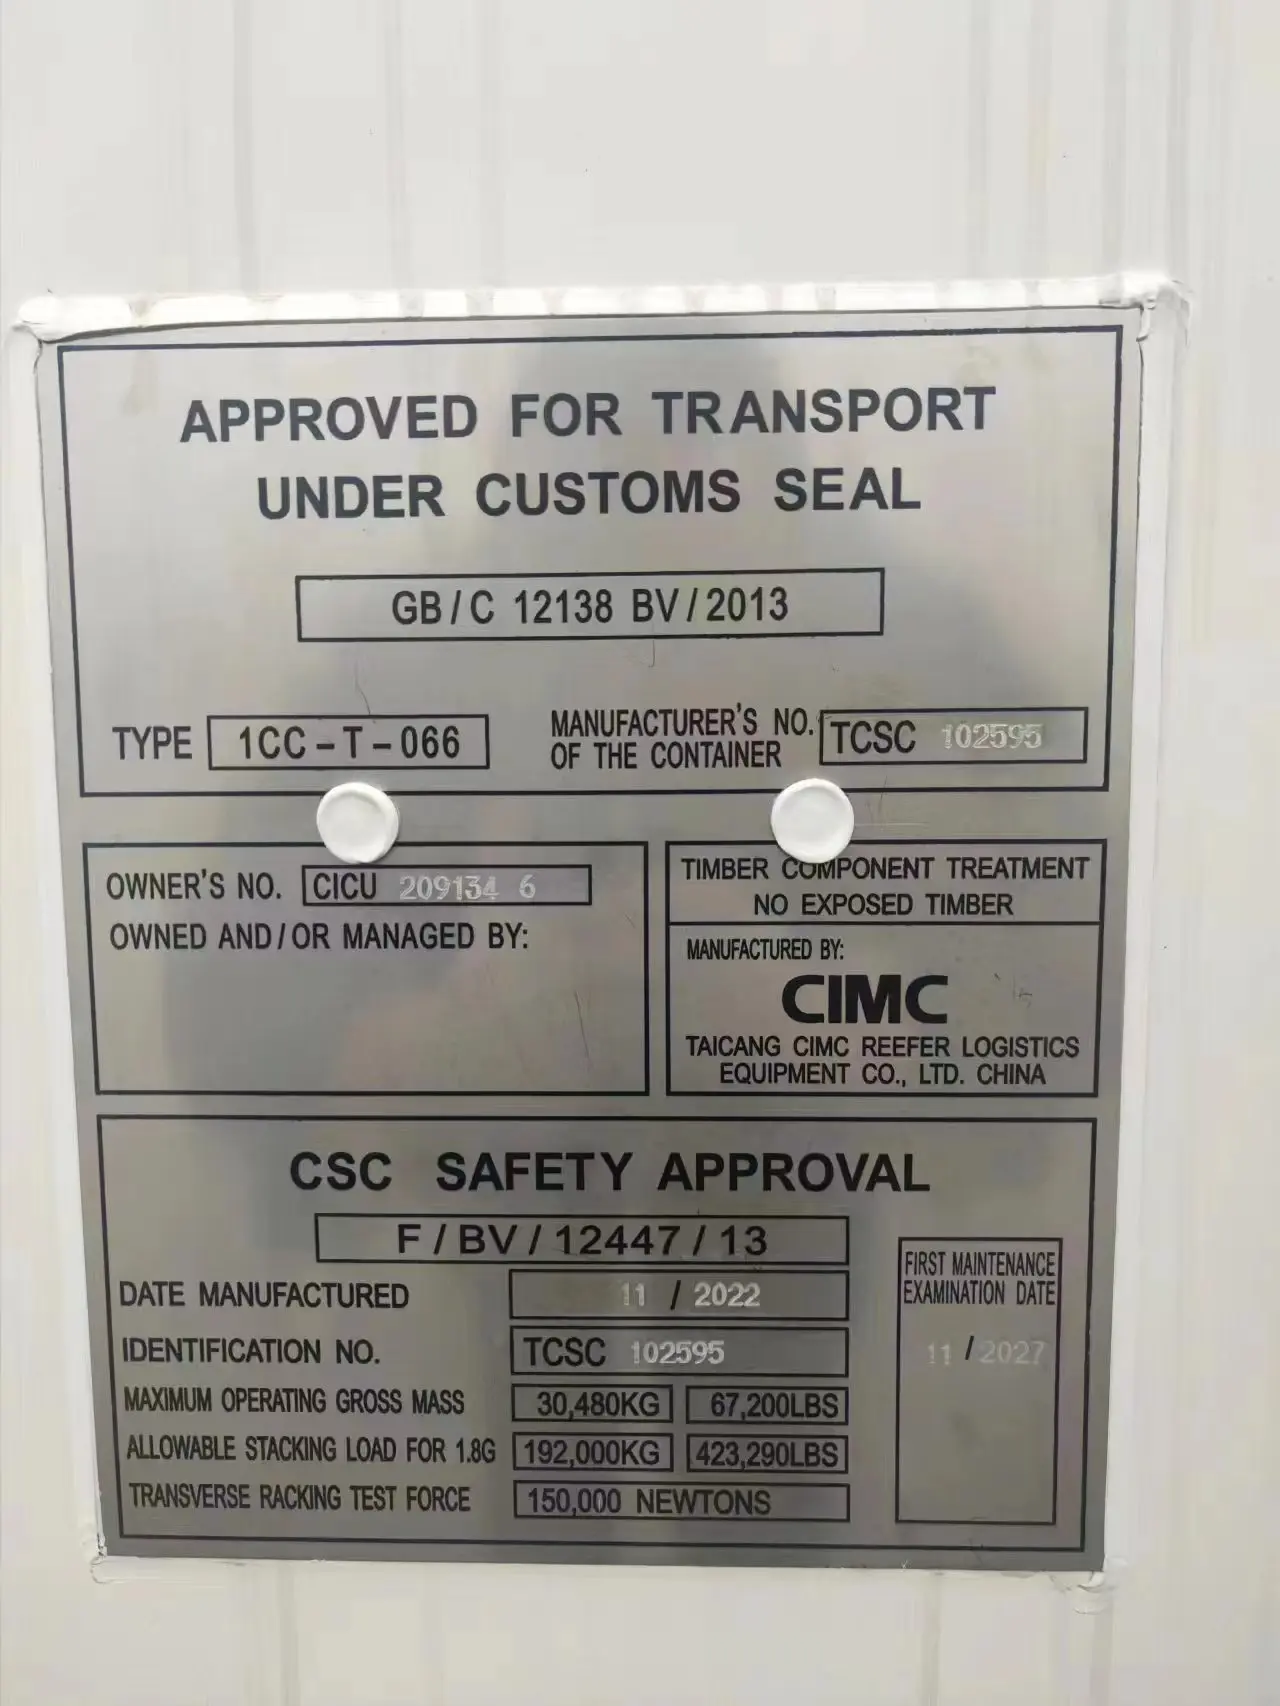 APPROVED FOR TRANSPORT
UNDER CUSTOMS SEAL
GB/C 12138 BV/2013
TYPE 1CC-T-066
MANUFACTURER'S NO.
OF THE CONTAINER
TCSC 102595
OWNER'S NO. CICU 209134 6
OWNED AND/OR MANAGED BY:
TIMBER COMPONENT TREATMENT
NO EXPOSED TIMBER
MANUFACTURED BY:
CIMC
TAICANG CIMC REEFER LOGISTICS
EQUIPMENT CO., LTD. CHINA
CSC SAFETY APPROVAL
F/BV/12447/13
DATE MANUFACTURED 11 / 2022
IDENTIFICATION NO. TCSC 102595
MAXIMUM OPERATING GROSS MASS 30,480KG 67,200LBS
ALLOWABLE STACKING LOAD FOR 1.8G 192,000KG 423,290LBS
TRANSVERSE RACKING TEST FORCE 150,000 NEWTONS
FIRST MAINTENANCE
EXAMINATION DATE
11 / 2027